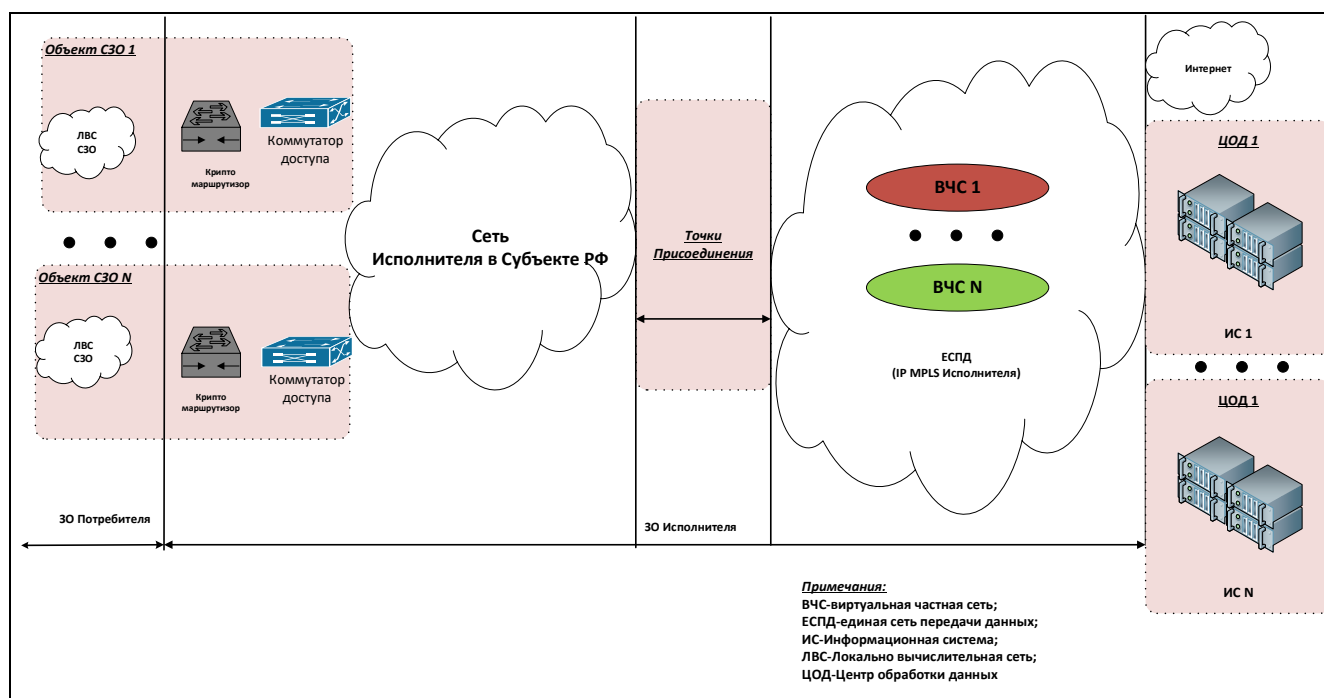 Объект СЗО 1
ЛВС
СЗО
Крипто
маршрутизор
Коммутатор
доступа
Объект СЗО N
ЛВС
СЗО
Крипто
маршрутизор
Коммутатор
доступа
Сеть
Исполнителя в Субъекте РФ
Точки
Присоединения
ВЧС 1
ВЧС N
ЕСПД
(IP MPLS Исполнителя)
Интернет
ЦОД 1
ИС 1
ЦОД 1
ИС N
ЗО Потребителя
ЗО Исполнителя
Примечания:
ВЧС-виртуальная частная сеть;
ЕСПД-единая сеть передачи данных;
ИС-Информационная система;
ЛВС-Локально вычислительная сеть;
ЦОД-Центр обработки данных